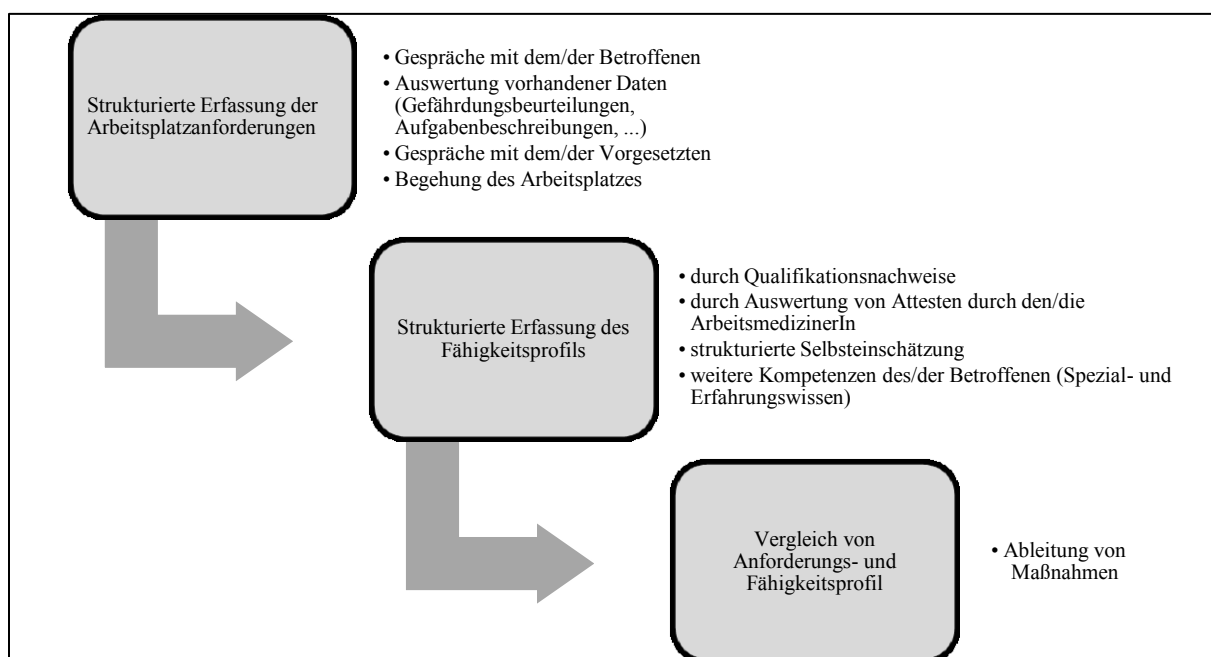 Strukturierte Erfassung der
Arbeitsplatzanforderungen
• Gespräche mit dem/der Betroffenen
• Auswertung vorhandener Daten
(Gefährdungsbeurteilungen,
Aufgabenbeschreibungen, ...)
• Gespräche mit dem/der Vorgesetzten
• Begehung des Arbeitsplatzes
Strukturierte Erfassung des
Fähigkeitsprofils
• durch Qualifikationsnachweise
• durch Auswertung von Attesten durch den/die
ArbeitsmedizinerIn
• strukturierte Selbsteinschätzung
• weitere Kompetenzen des/der Betroffenen (Spezial- und
Erfahrungswissen)
Vergleich von
Anforderungs- und
Fähigkeitsprofil
• Ableitung von
Maßnahmen